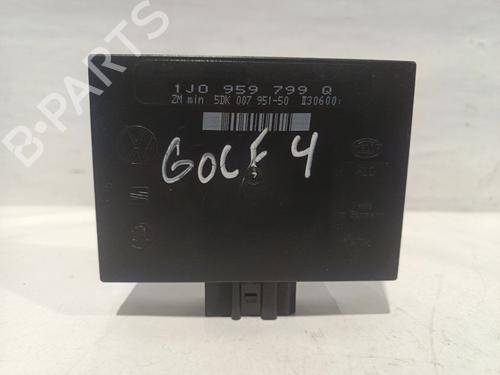 1J0 959 799 Q
ZM min 5DK 007 951-50
GOLF 4
B-PARTS